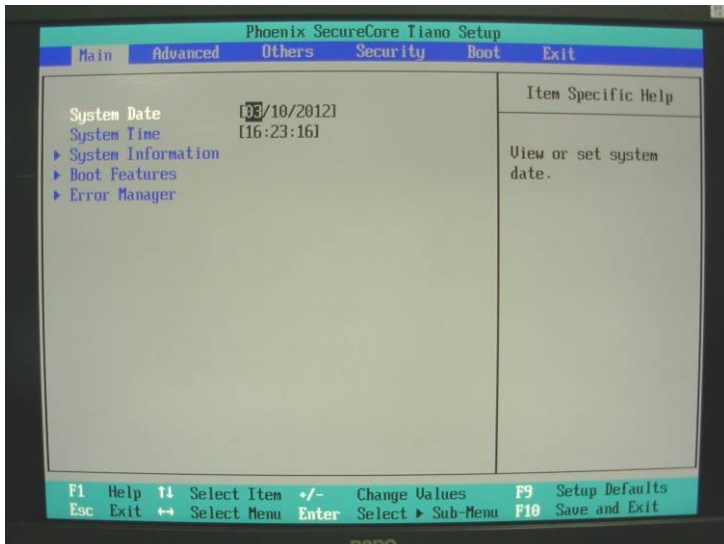 Phoenix SecureCore Tiano Setup
Main Advanced Others Security Boot Exit
System Date [03/10/2012]
System Time [16:23:16]
▶ System Information
▶ Boot Features
▶ Error Manager
Item Specific Help
View or set system
date.
F1 Help ↑↓ Select Item +/- Change Values F9 Setup Defaults
Esc Exit ↔ Select Menu Enter Select ▶ Sub-Menu F10 Save and Exit